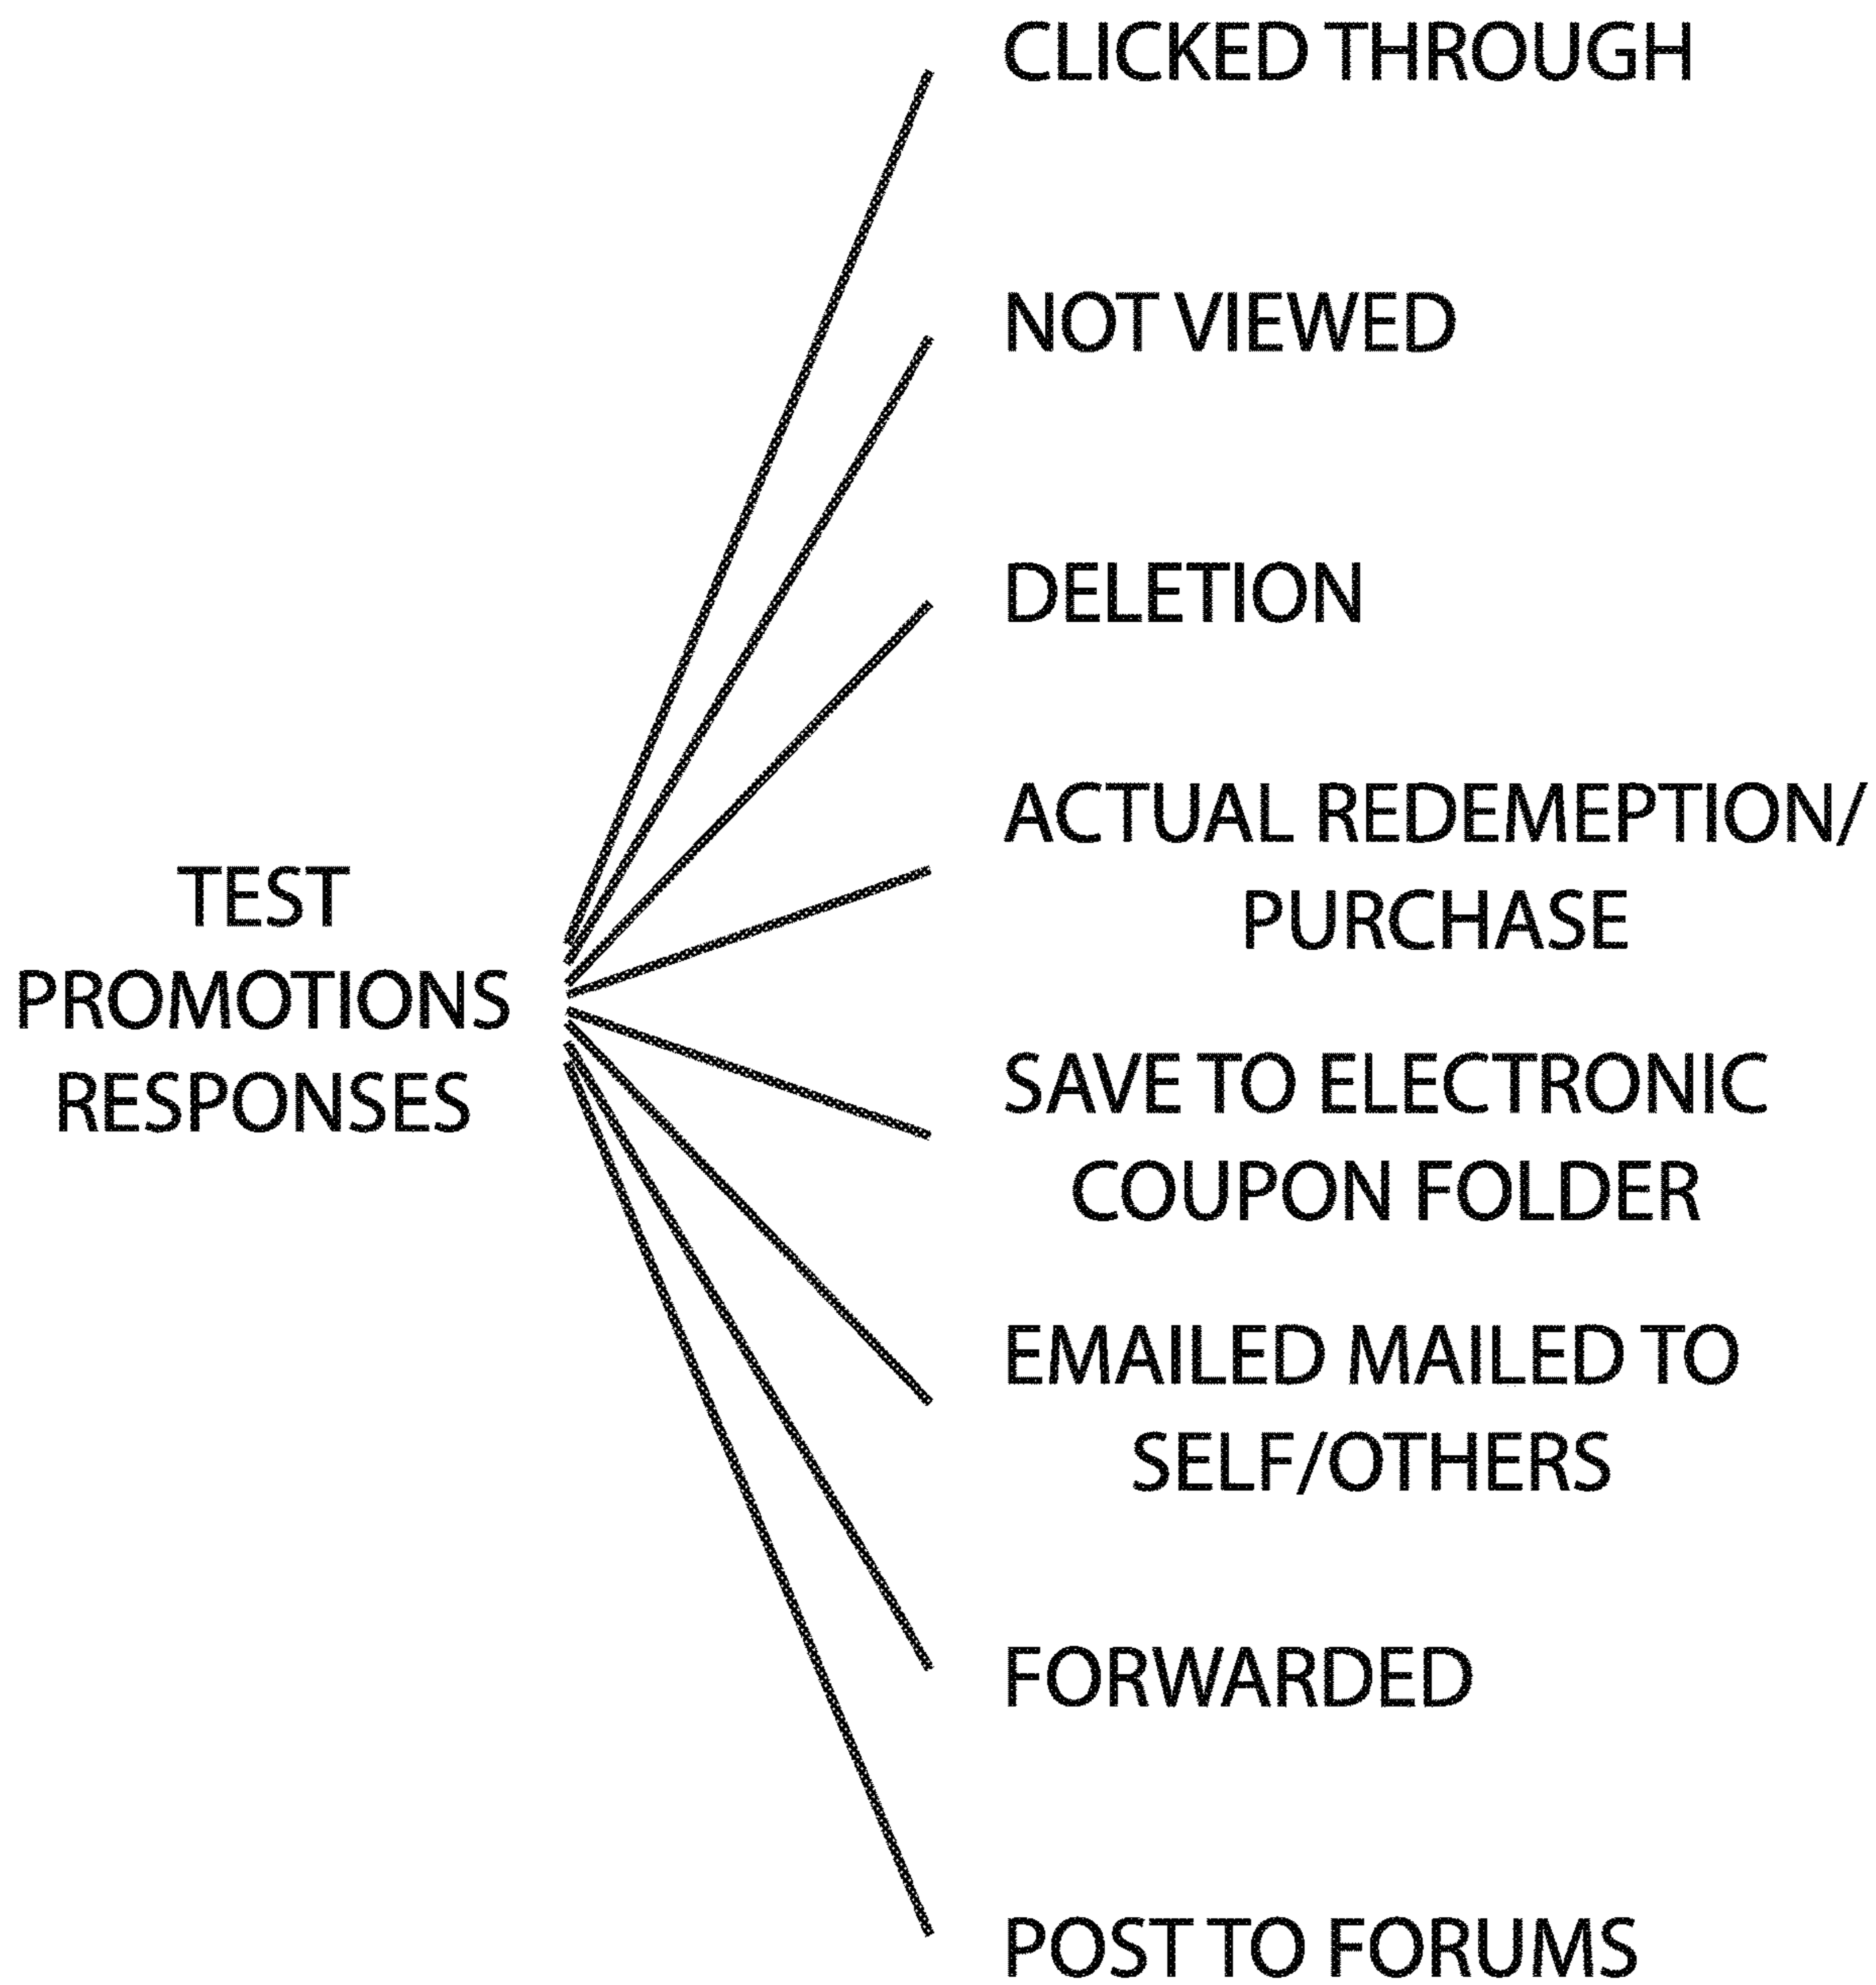 CLICKED THROUGH
NOT VIEWED
DELETION
ACTUAL REDEMEPTION/
PURCHASE
TEST
PROMOTIONS
RESPONSES
SAVE TO ELECTRONIC
COUPON FOLDER
EMAILED MAILED TO
SELF/OTHERS
FORWARDED
POST TO FORUMS